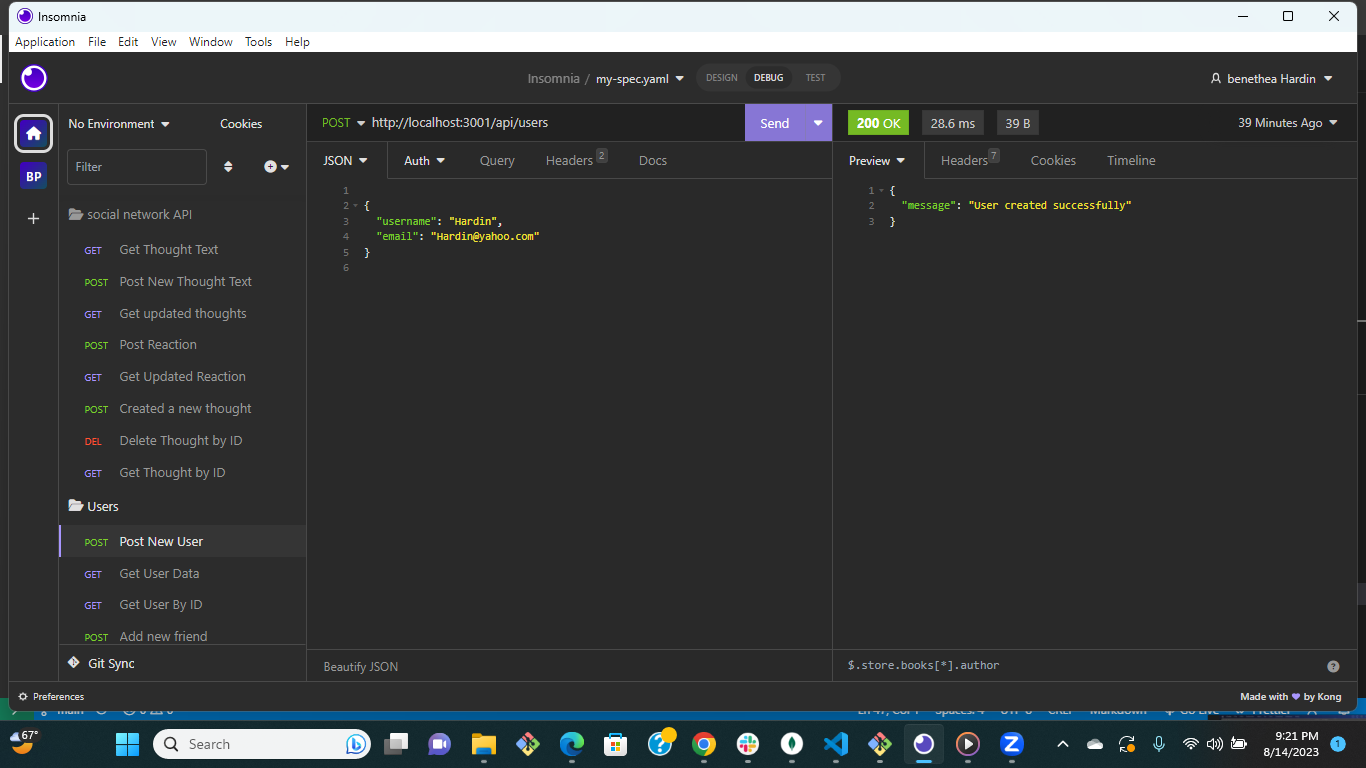 Insomnia
Application File Edit View Window Tools Help
Insomnia / my-spec.yaml DESIGN DEBUG TEST benethea Hardin
No Environment Cookies
POST http://localhost:3001/api/users Send 200 OK 28.6 ms 39 B 39 Minutes Ago
Filter
BP
JSON Auth Query Headers 2 Docs
Preview Headers 7 Cookies Timeline
1
2 {
3 "username": "Hardin",
4 "email": "Hardin@yahoo.com"
5 }
6
1 {
2 "message": "User created successfully"
3 }
social network API
GET Get Thought Text
POST Post New Thought Text
GET Get updated thoughts
POST Post Reaction
GET Get Updated Reaction
POST Created a new thought
DEL Delete Thought by ID
GET Get Thought by ID
Users
POST Post New User
GET Get User Data
GET Get User By ID
POST Add new friend
Git Sync
Beautify JSON
$.store.books[*].author
Preferences
Made with by Kong
67°
Search
9:21 PM
8/14/2023
1